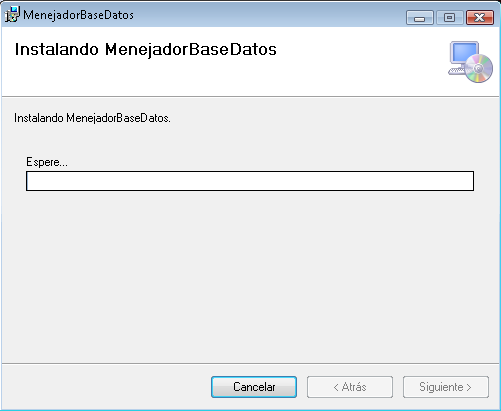 MenejadorBaseDatos
Instalando MenejadorBaseDatos
Instalando MenejadorBaseDatos.
Espere...
Cancelar
< Atrás
Siguiente >